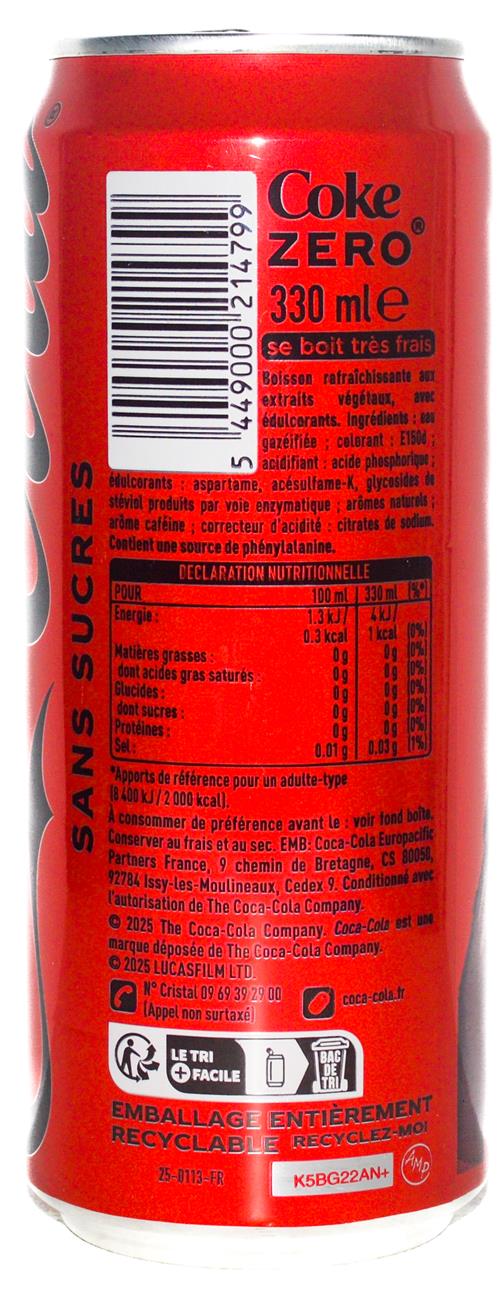 Coke
ZERO®
330 ml e
se boit très frais
5 449000 214799
Boisson rafraîchissante aux
extraits végétaux, avec
édulcorants. Ingrédients : eau
gazéifiée ; colorant : E150d ;
acidifiant : acide phosphorique ;
édulcorants : aspartame, acésulfame-K, glycosides de
stéviol produits par voie enzymatique ; arômes naturels ;
arôme caféine ; correcteur d'acidité : citrates de sodium.
Contient une source de phénylalanine.
DECLARATION NUTRITIONNELLE
POUR 100 ml 330 ml (%*)
Energie : 1.3 kJ/ 4 kJ/
0.3 kcal 1 kcal (0%)
Matières grasses : 0 g 0 g (0%)
dont acides gras saturés : 0 g 0 g (0%)
Glucides : 0 g 0 g (0%)
dont sucres : 0 g 0 g (0%)
Protéines : 0 g 0 g (0%)
Sel : 0.01 g 0.03 g (1%)
*Apports de référence pour un adulte-type
(8 400 kJ / 2 000 kcal).
A consommer de préférence avant le : voir fond boîte.
Conserver au frais et au sec. EMB: Coca-Cola Europacific
Partners France, 9 chemin de Bretagne, CS 80050,
92784 Issy-les-Moulineaux, Cedex 9. Conditionné avec
l'autorisation de The Coca-Cola Company.
© 2025 The Coca-Cola Company. Coca-Cola est une
marque déposée de The Coca-Cola Company.
© 2025 LUCASFILM LTD.
N° Cristal 09 69 39 29 00
(Appel non surtaxé)
coca-cola.fr
LE TRI
+ FACILE
BAC
DE
TRI
EMBALLAGE ENTIÈREMENT
RECYCLABLE RECYCLEZ-MOI
25-0113-FR
K5BG22AN+
AMP
SANS SUCRES